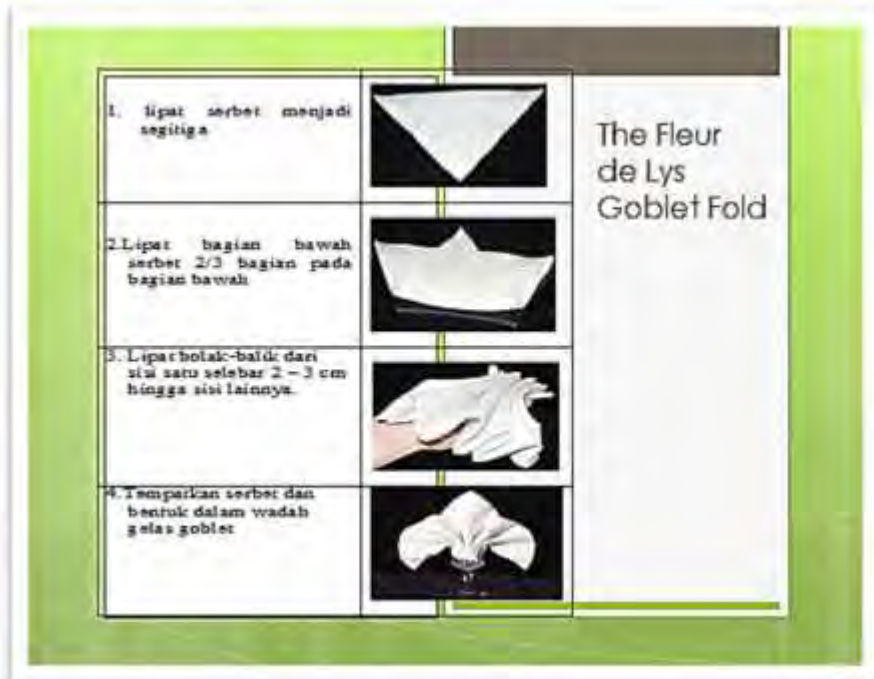 1. lipat serbet menjadi
segitiga
2.Lipat bagian bawah
serbet 2/3 bagian pada
bagian bawah
3. Lipat bolak-balik dari
sisi satu selebar 2 – 3 cm
hingga sisi lainnya.
4.Tempatkan serbet dan
bentuk dalam wadah
gelas goblet
The Fleur
de Lys
Goblet Fold